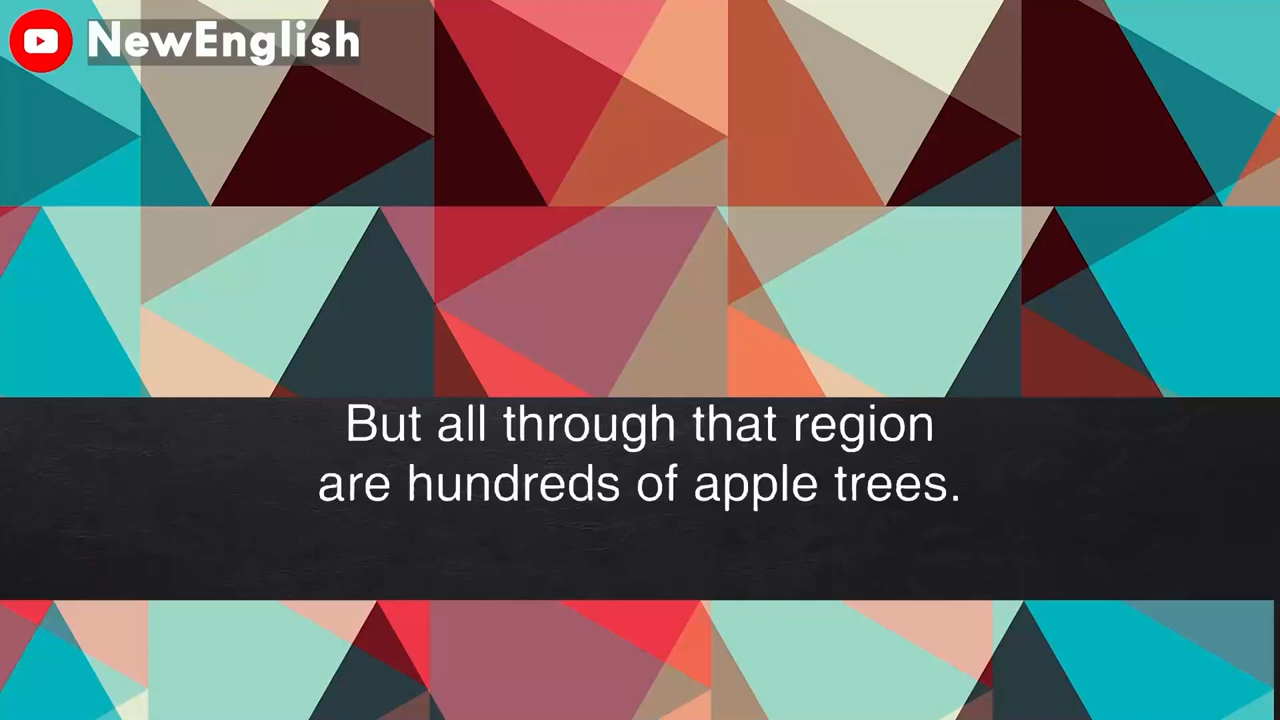 NewEnglish
But all through that region
are hundreds of apple trees.